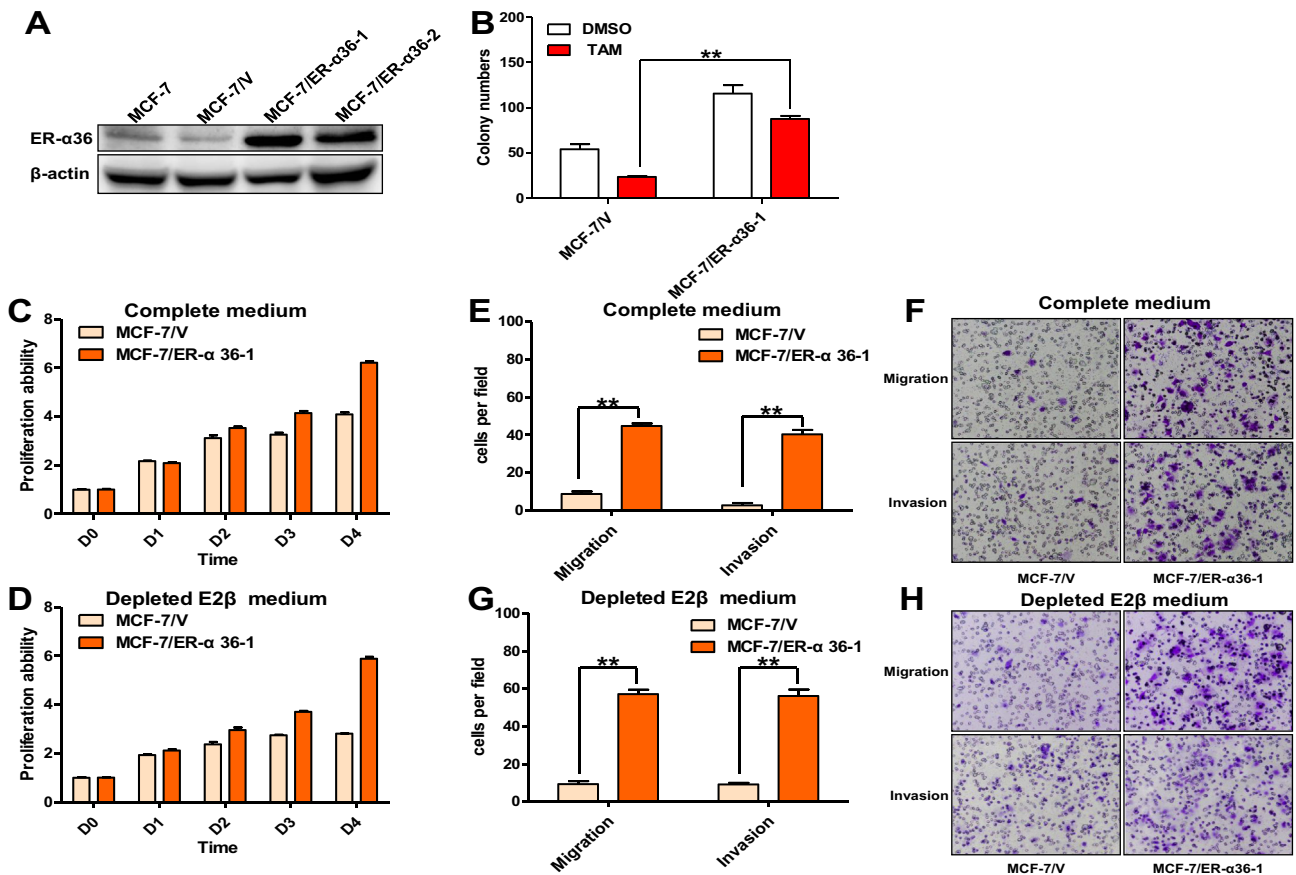 A
MCF-7
MCF-7/V
MCF-7/ER-α36-1
MCF-7/ER-α36-2
ER-α36
β-actin
B
DMSO
TAM
**
Colony numbers
200
150
100
50
0
MCF-7/V
MCF-7/ER-α36-1
C
Complete medium
MCF-7/V
MCF-7/ER-α 36-1
Proliferation abbility
8
6
4
2
0
D0
D1
D2
D3
D4
Time
D
Depleted E2β medium
MCF-7/V
MCF-7/ER-α 36-1
Proliferation abbility
8
6
4
2
0
D0
D1
D2
D3
D4
Time
E
Complete medium
MCF-7/V
MCF-7/ER-α 36-1
cells per field
100
80
60
40
20
0
**
**
Migration
Invasion
F
Complete medium
Migration
Invasion
MCF-7/V
MCF-7/ER-α36-1
G
Depleted E2β medium
MCF-7/V
MCF-7/ER-α 36-1
cells per field
100
80
60
40
20
0
**
**
Migration
Invasion
H
Depleted E2β medium
Migration
Invasion
MCF-7/V
MCF-7/ER-α36-1